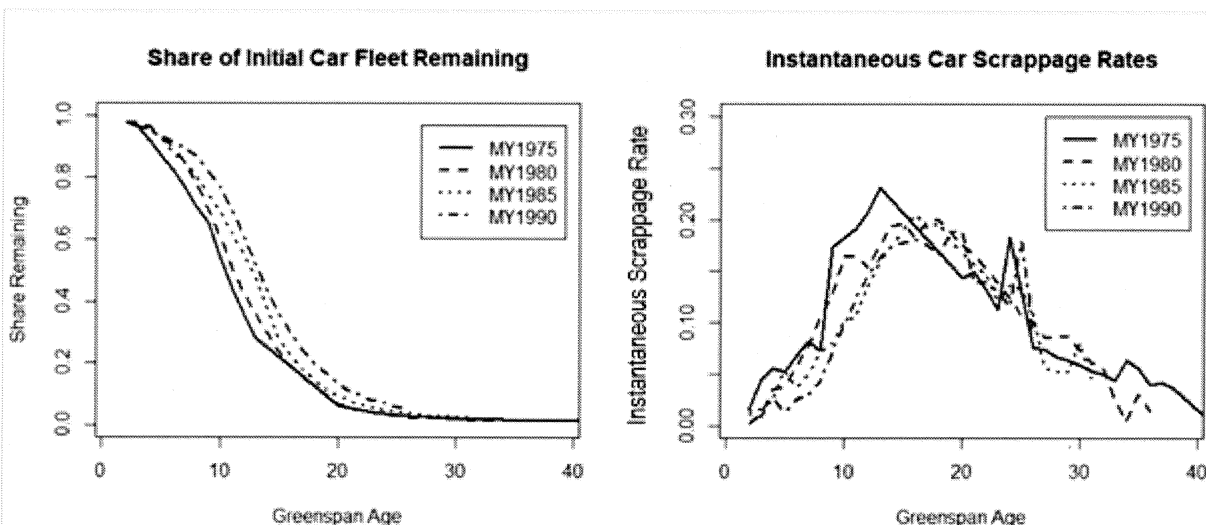 Share of Initial Car Fleet Remaining
Share Remaining
1.0
0.8
0.6
0.4
0.2
0.0
MY1975
MY1980
MY1985
MY1990
0
10
20
30
40
Greenspan Age
Instantaneous Car Scrappage Rates
Instantaneous Scrappage Rate
0.30
0.20
0.10
0.00
MY1975
MY1980
MY1985
MY1990
0
10
20
30
40
Greenspan Age